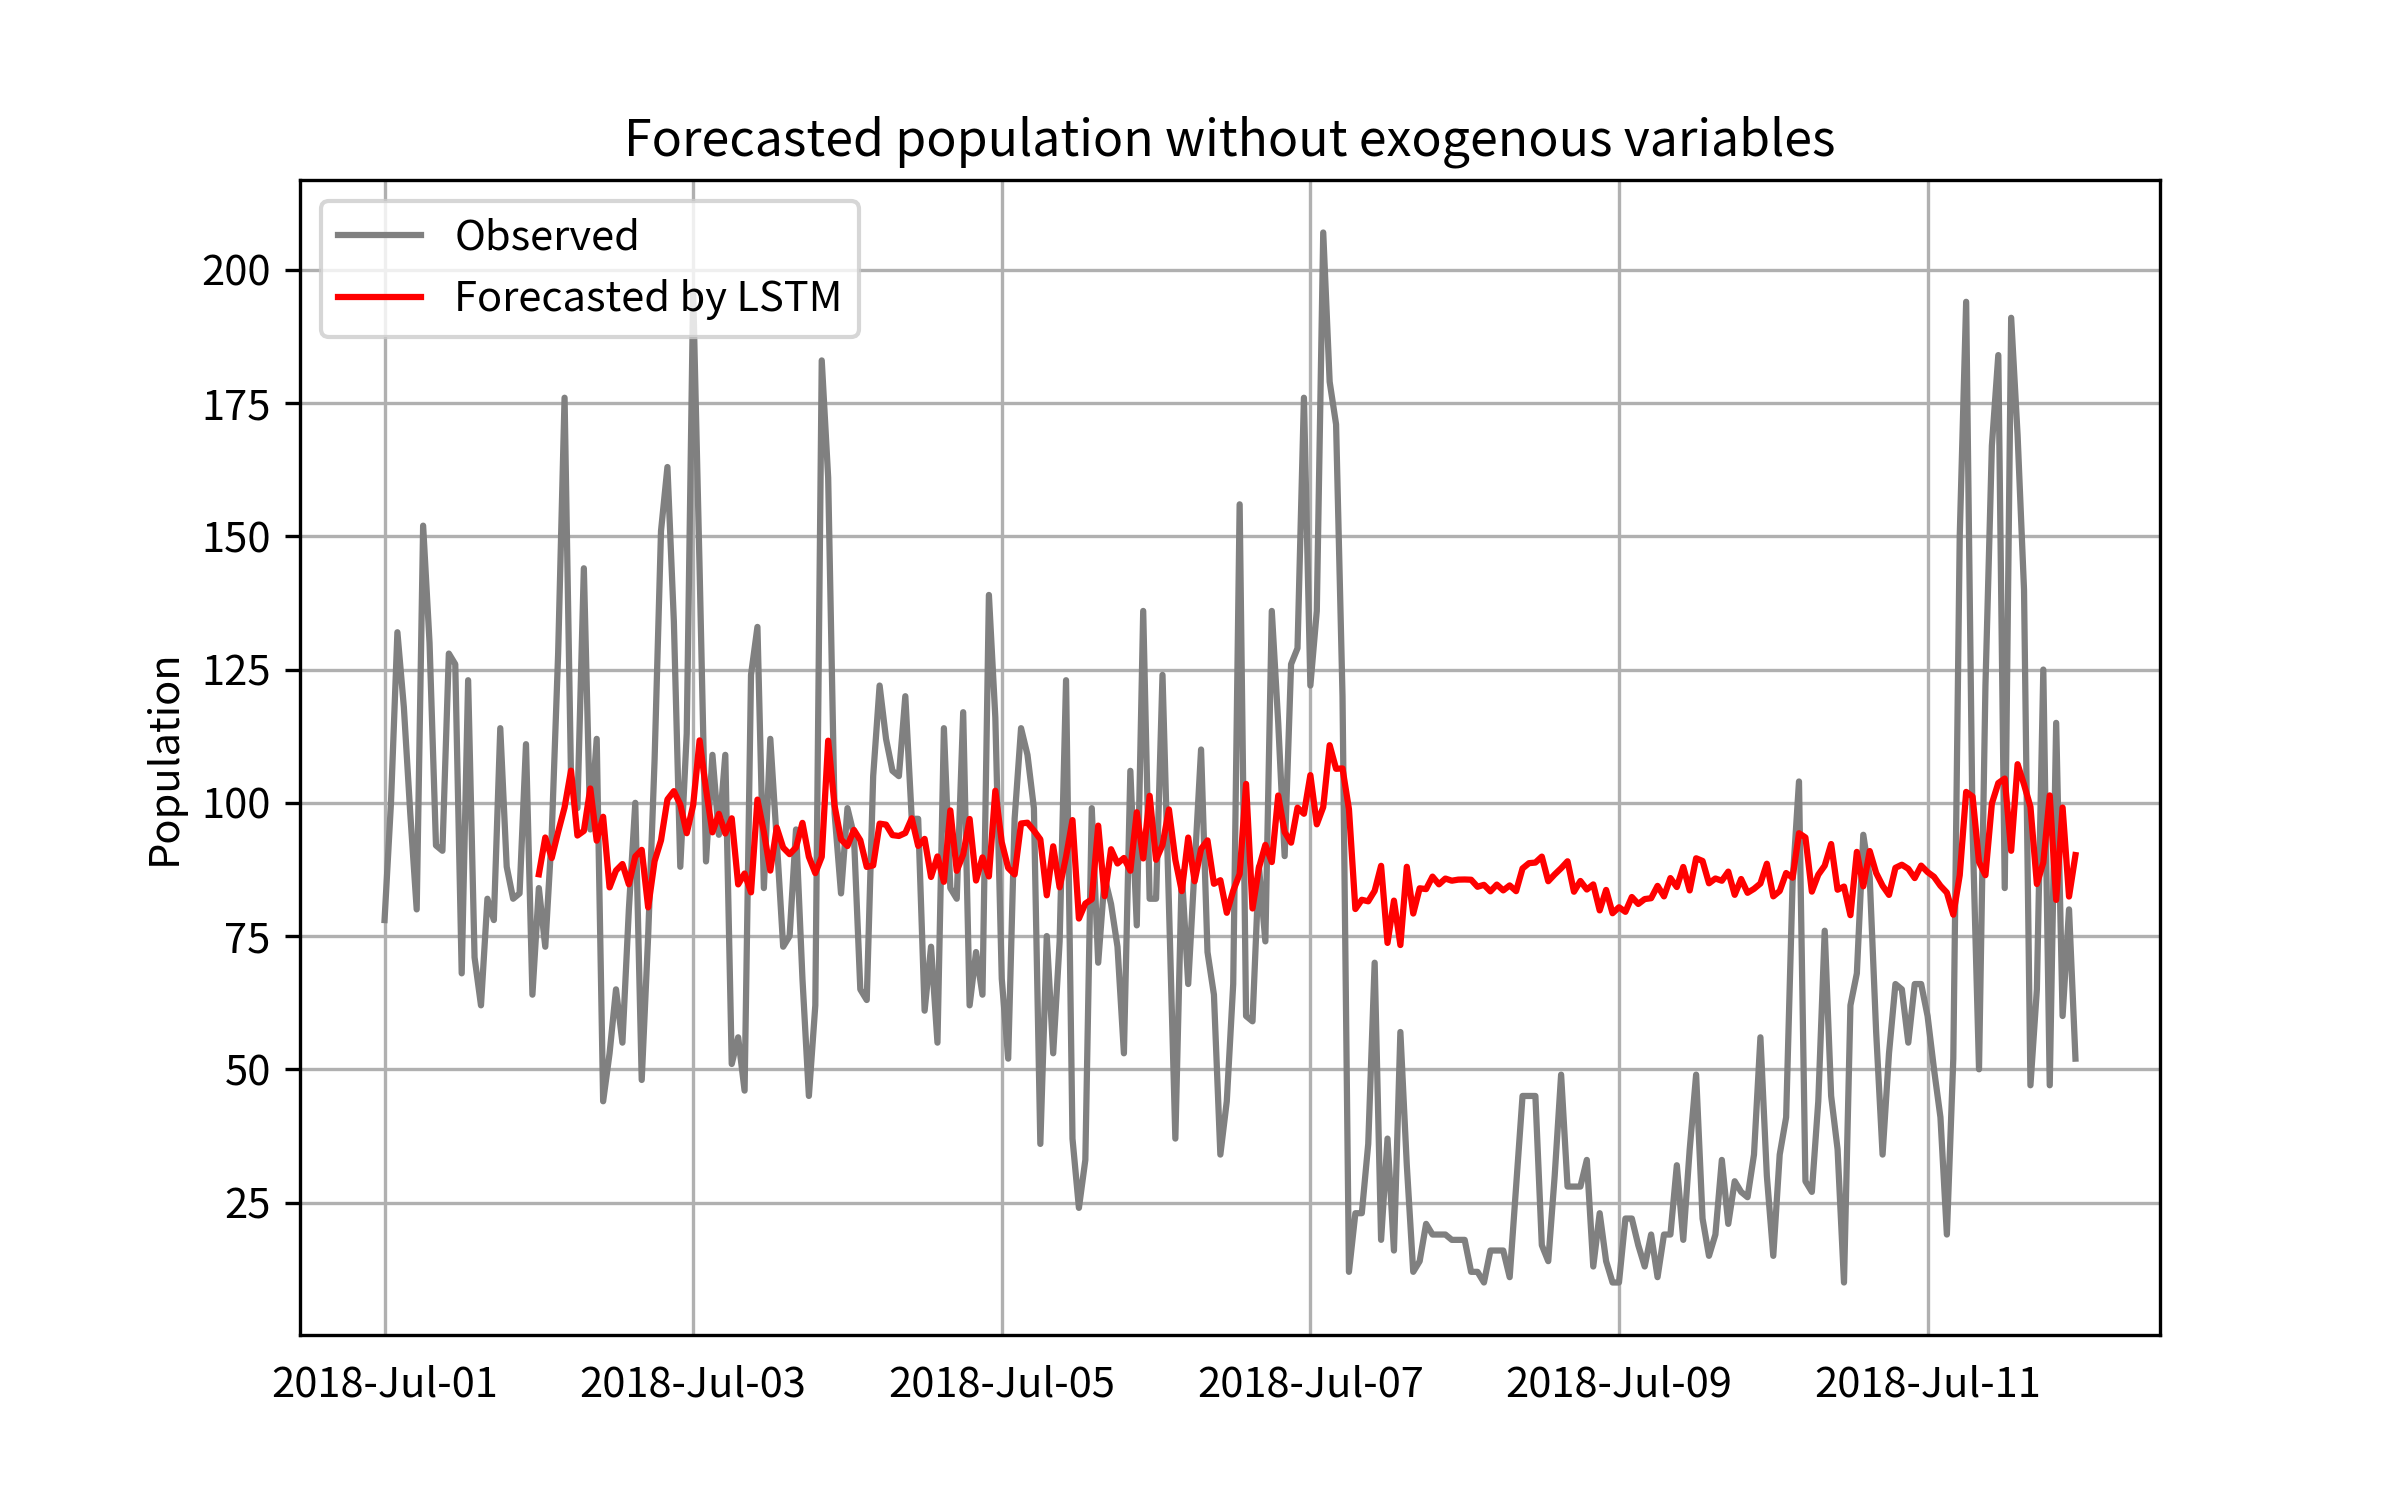 Forecasted population without exogenous variables
Observed
Forecasted by LSTM
Population
200
175
150
125
100
75
50
25
2018-Jul-01
2018-Jul-03
2018-Jul-05
2018-Jul-07
2018-Jul-09
2018-Jul-11